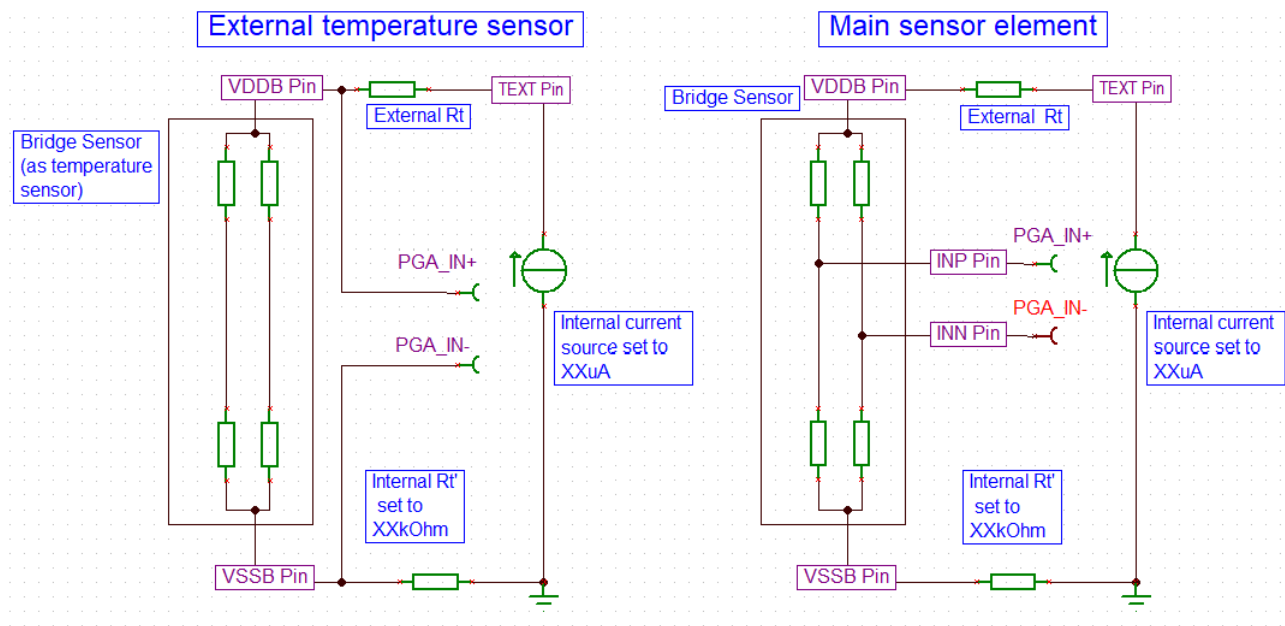 External temperature sensor
VDDB Pin
TEXT Pin
External Rt
Bridge Sensor
(as temperature
sensor)
PGA_IN+
PGA_IN-
Internal current
source set to
XXuA
Internal Rt'
set to
XXkOhm
VSSB Pin
Main sensor element
VDDB Pin
TEXT Pin
Bridge Sensor
External Rt
PGA_IN+
INP Pin
PGA_IN-
INN Pin
Internal current
source set to
XXuA
Internal Rt'
set to
XXkOhm
VSSB Pin